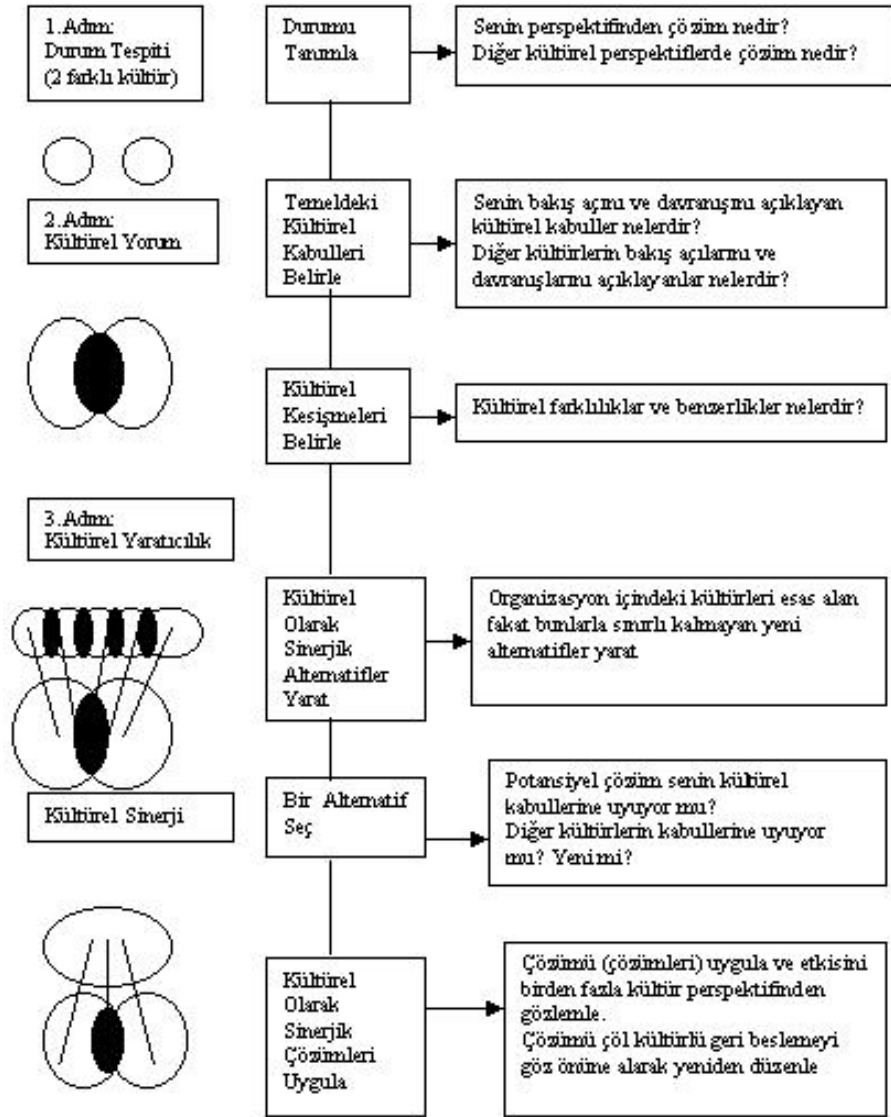 1.Adım:
Durum Tespiti
(2 farklı kültür)
Durumu
Tanımla
Senin perspektifinden çözüm nedir?
Diğer kültürel perspektiflerde çözüm nedir?
2.Adım:
Kültürel Yorum
Temeldeki
Kültürel
Kabulleri
Belirle
Senin bakış açını ve davranışını açıklayan
kültürel kabuller nelerdir?
Diğer kültürlerin bakış açılarını ve
davranışlarını açıklayanlar nelerdir?
Kültürel
Kesişmeleri
Belirle
Kültürel farklılıklar ve benzerlikler nelerdir?
3.Adım:
Kültürel Yaratıcılık
Kültürel
Olarak
Sinerjik
Alternatifler
Yarat
Organizasyon içindeki kültürleri esas alan
fakat bunlarla sınırlı kalmayan yeni
alternatifler yarat
Kültürel Sinerji
Bir Alternatif
Seç
Potansiyel çözüm senin kültürel
kabullerine uyuyor mu?
Diğer kültürlerin kabullerine uyuyor
mu? Yeni mi?
Kültürel
Olarak
Sinerjik
Çözümleri
Uygula
Çözümü (çözümleri) uygula ve etkisini
birden fazla kültür perspektifinden
gözlemle.
Çözümü çöl kültürlü geri beslemeyi
göz önüne alarak yeniden düzenle